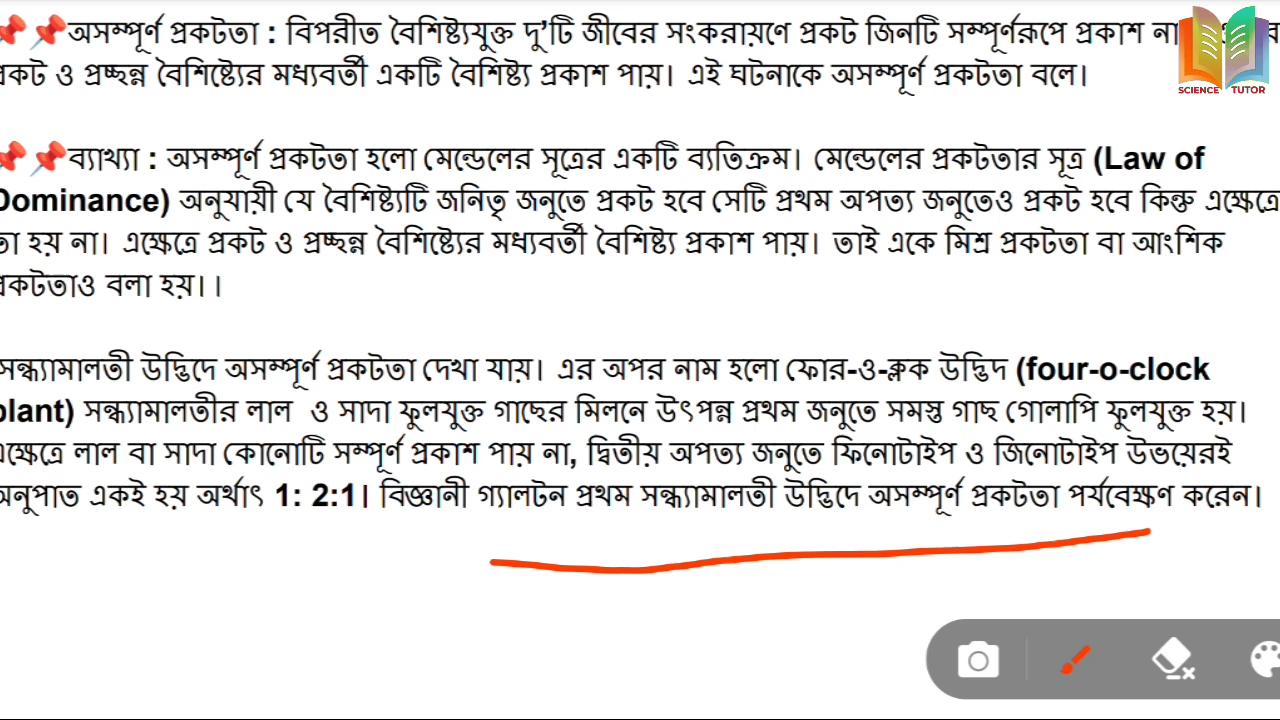 অসম্পূর্ণ প্রকটতা : বিপরীত বৈশিষ্ট্যযুক্ত দু'টি জীবের সংকরায়ণে প্রকট জিনটি সম্পূর্ণরূপে প্রকাশ না
প্রকট ও প্রচ্ছন্ন বৈশিষ্ট্যের মধ্যবর্তী একটি বৈশিষ্ট্য প্রকাশ পায়। এই ঘটনাকে অসম্পূর্ণ প্রকটতা বলে।
SCIENCE TUTOR
ব্যাখ্যা : অসম্পূর্ণ প্রকটতা হলো মেন্ডেলের সূত্রের একটি ব্যতিক্রম। মেন্ডেলের প্রকটতার সূত্র (Law of
Dominance) অনুযায়ী যে বৈশিষ্ট্যটি জনিতৃ জনুতে প্রকট হবে সেটি প্রথম অপত্য জনুতেও প্রকট হবে কিন্তু এক্ষেত্রে
তা হয় না। এক্ষেত্রে প্রকট ও প্রচ্ছন্ন বৈশিষ্ট্যের মধ্যবর্তী বৈশিষ্ট্য প্রকাশ পায়। তাই একে মিশ্র প্রকটতা বা আংশিক
প্রকটতাও বলা হয়।।
সন্ধ্যামালতী উদ্ভিদে অসম্পূর্ণ প্রকটতা দেখা যায়। এর অপর নাম হলো ফোর-ও-ক্লক উদ্ভিদ (four-o-clock
plant) সন্ধ্যামালতীর লাল ও সাদা ফুলযুক্ত গাছের মিলনে উৎপন্ন প্রথম জনুতে সমস্ত গাছ গোলাপি ফুলযুক্ত হয়।
এক্ষেত্রে লাল বা সাদা কোনোটি সম্পূর্ণ প্রকাশ পায় না, দ্বিতীয় অপত্য জনুতে ফিনোটাইপ ও জিনোটাইপ উভয়েরই
অনুপাত একই হয় অর্থাৎ 1: 2:1। বিজ্ঞানী গ্যালটন প্রথম সন্ধ্যামালতী উদ্ভিদে অসম্পূর্ণ প্রকটতা পর্যবেক্ষণ করেন।